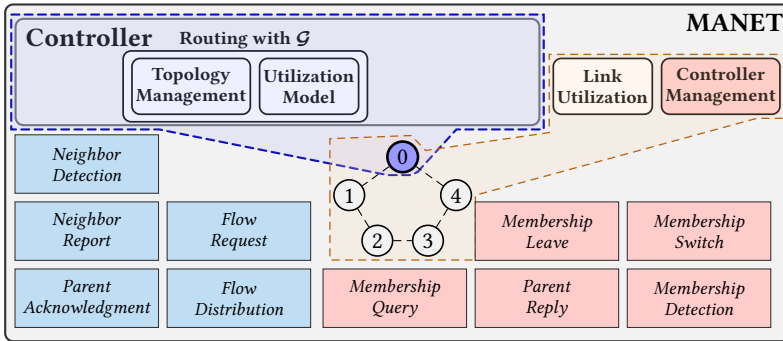 MANET
Controller
Routing with 𝒢
Topology
Management
Utilization
Model
Link
Utilization
Controller
Management
Neighbor
Detection
0
1
4
2
3
Neighbor
Report
Flow
Request
Membership
Leave
Membership
Switch
Parent
Acknowledgment
Flow
Distribution
Membership
Query
Parent
Reply
Membership
Detection